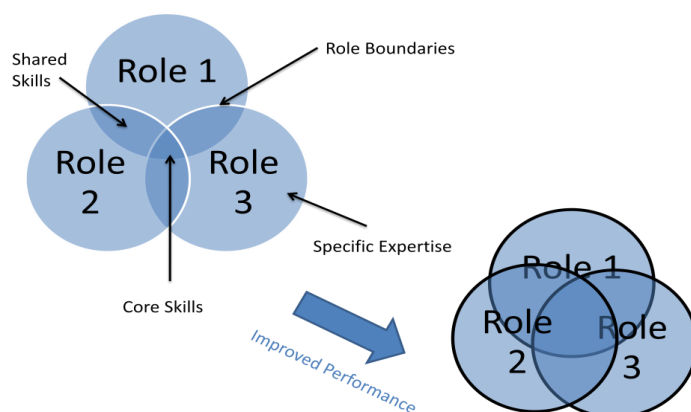 Shared
Skills
Role 1
Role Boundaries
Role
2
Role
3
Specific Expertise
Core Skills
Improved Performance
Role 1
Role
2
Role
3